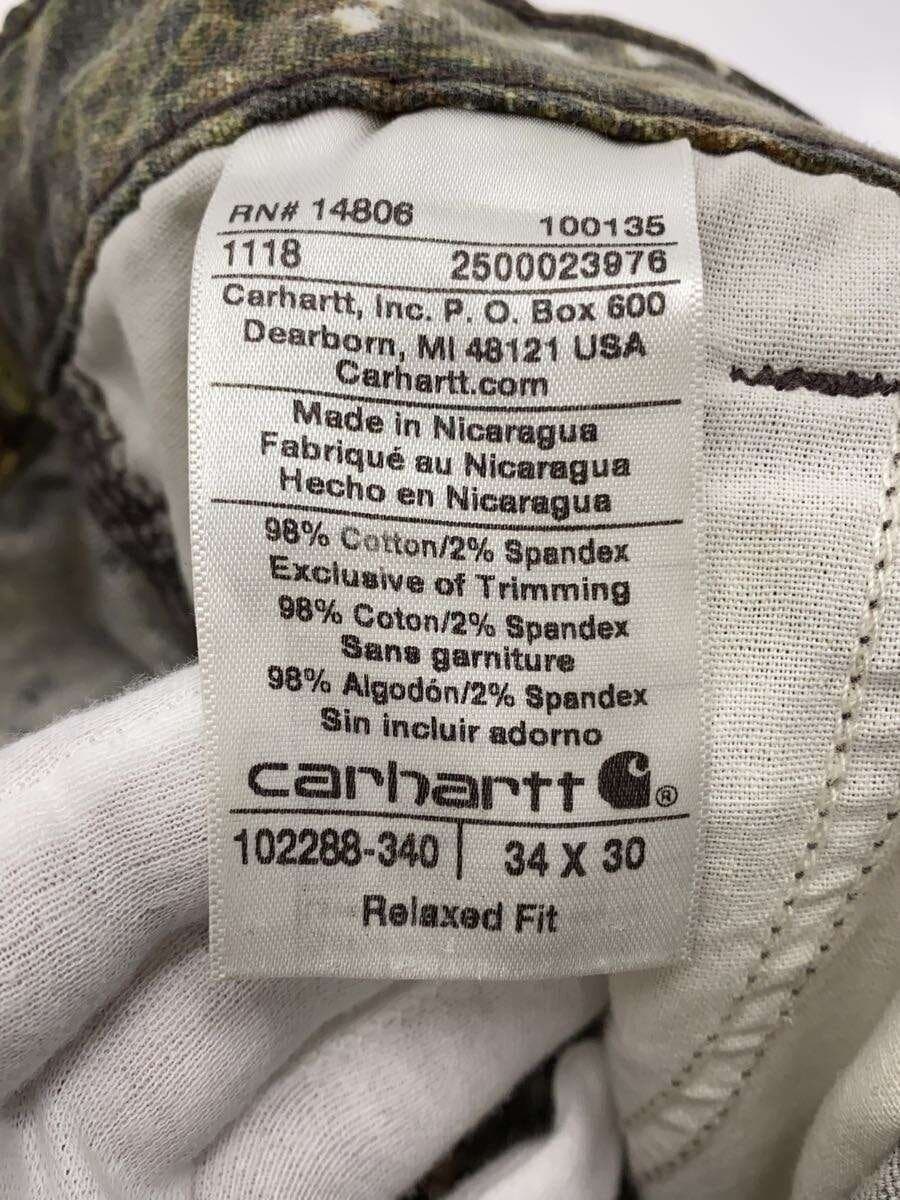 RN# 14806 100135
1118 2500023976
Carhartt, Inc. P. O. Box 600
Dearborn, MI 48121 USA
Carhartt.com
Made in Nicaragua
Fabriqué au Nicaragua
Hecho en Nicaragua
98% Cotton/2% Spandex
Exclusive of Trimming
98% Coton/2% Spandex
Sans garniture
98% Algodón/2% Spandex
Sin incluir adorno
carhartt ®
102288-340 | 34 X 30
Relaxed Fit